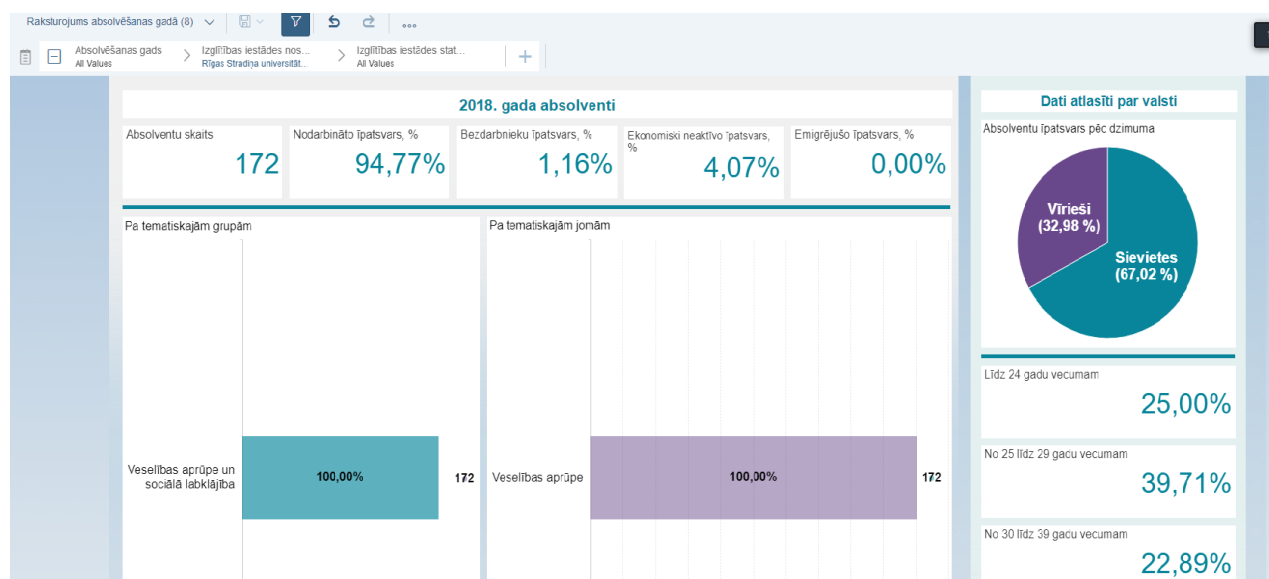 Raksturojums absolvēšanas gadā (8)
Absolvēšanas gads
All Values
Izglītības iestādes nos...
Rīgas Stradiņa universitāt...
Izglītības iestādes stat...
All Values
2018. gada absolventi
Absolventu skaits
172
Nodarbināto īpatsvars, %
94,77%
Bezdarbnieku īpatsvars, %
1,16%
Ekonomiski neaktīvo īpatsvars,
%
4,07%
Emigrējušo īpatsvars, %
0,00%
Pa tematiskajām grupām
Veselības aprūpe un
sociālā labklājība
100,00%
172
Pa tematiskajām jomām
Veselības aprūpe
100,00%
172
Dati atlasīti par valsti
Absolventu īpatsvars pēc dzimuma
Vīrieši
(32,98 %)
Sievietes
(67,02 %)
Līdz 24 gadu vecumam
25,00%
No 25 līdz 29 gadu vecumam
39,71%
No 30 līdz 39 gadu vecumam
22,89%